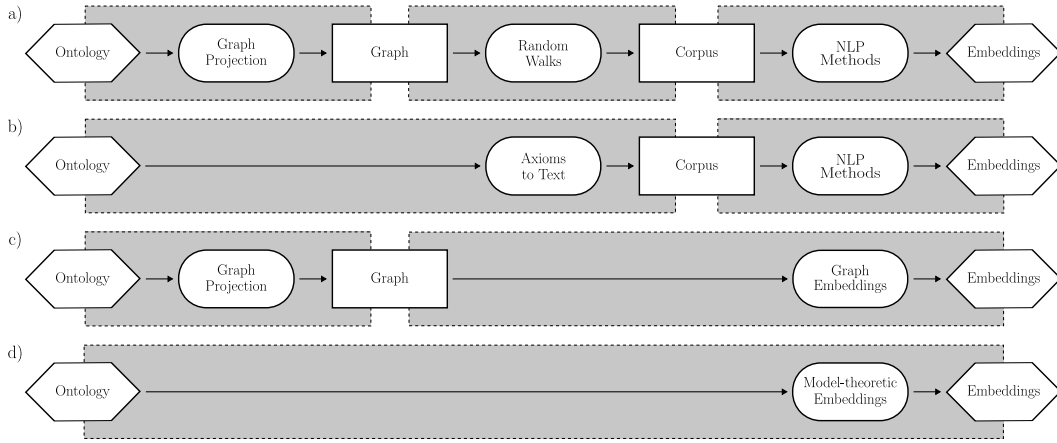 a)
Ontology
Graph
Projection
Graph
Random
Walks
Corpus
NLP
Methods
Embeddings
b)
Ontology
Axioms
to Text
Corpus
NLP
Methods
Embeddings
c)
Ontology
Graph
Projection
Graph
Graph
Embeddings
Embeddings
d)
Ontology
Model-theoretic
Embeddings
Embeddings